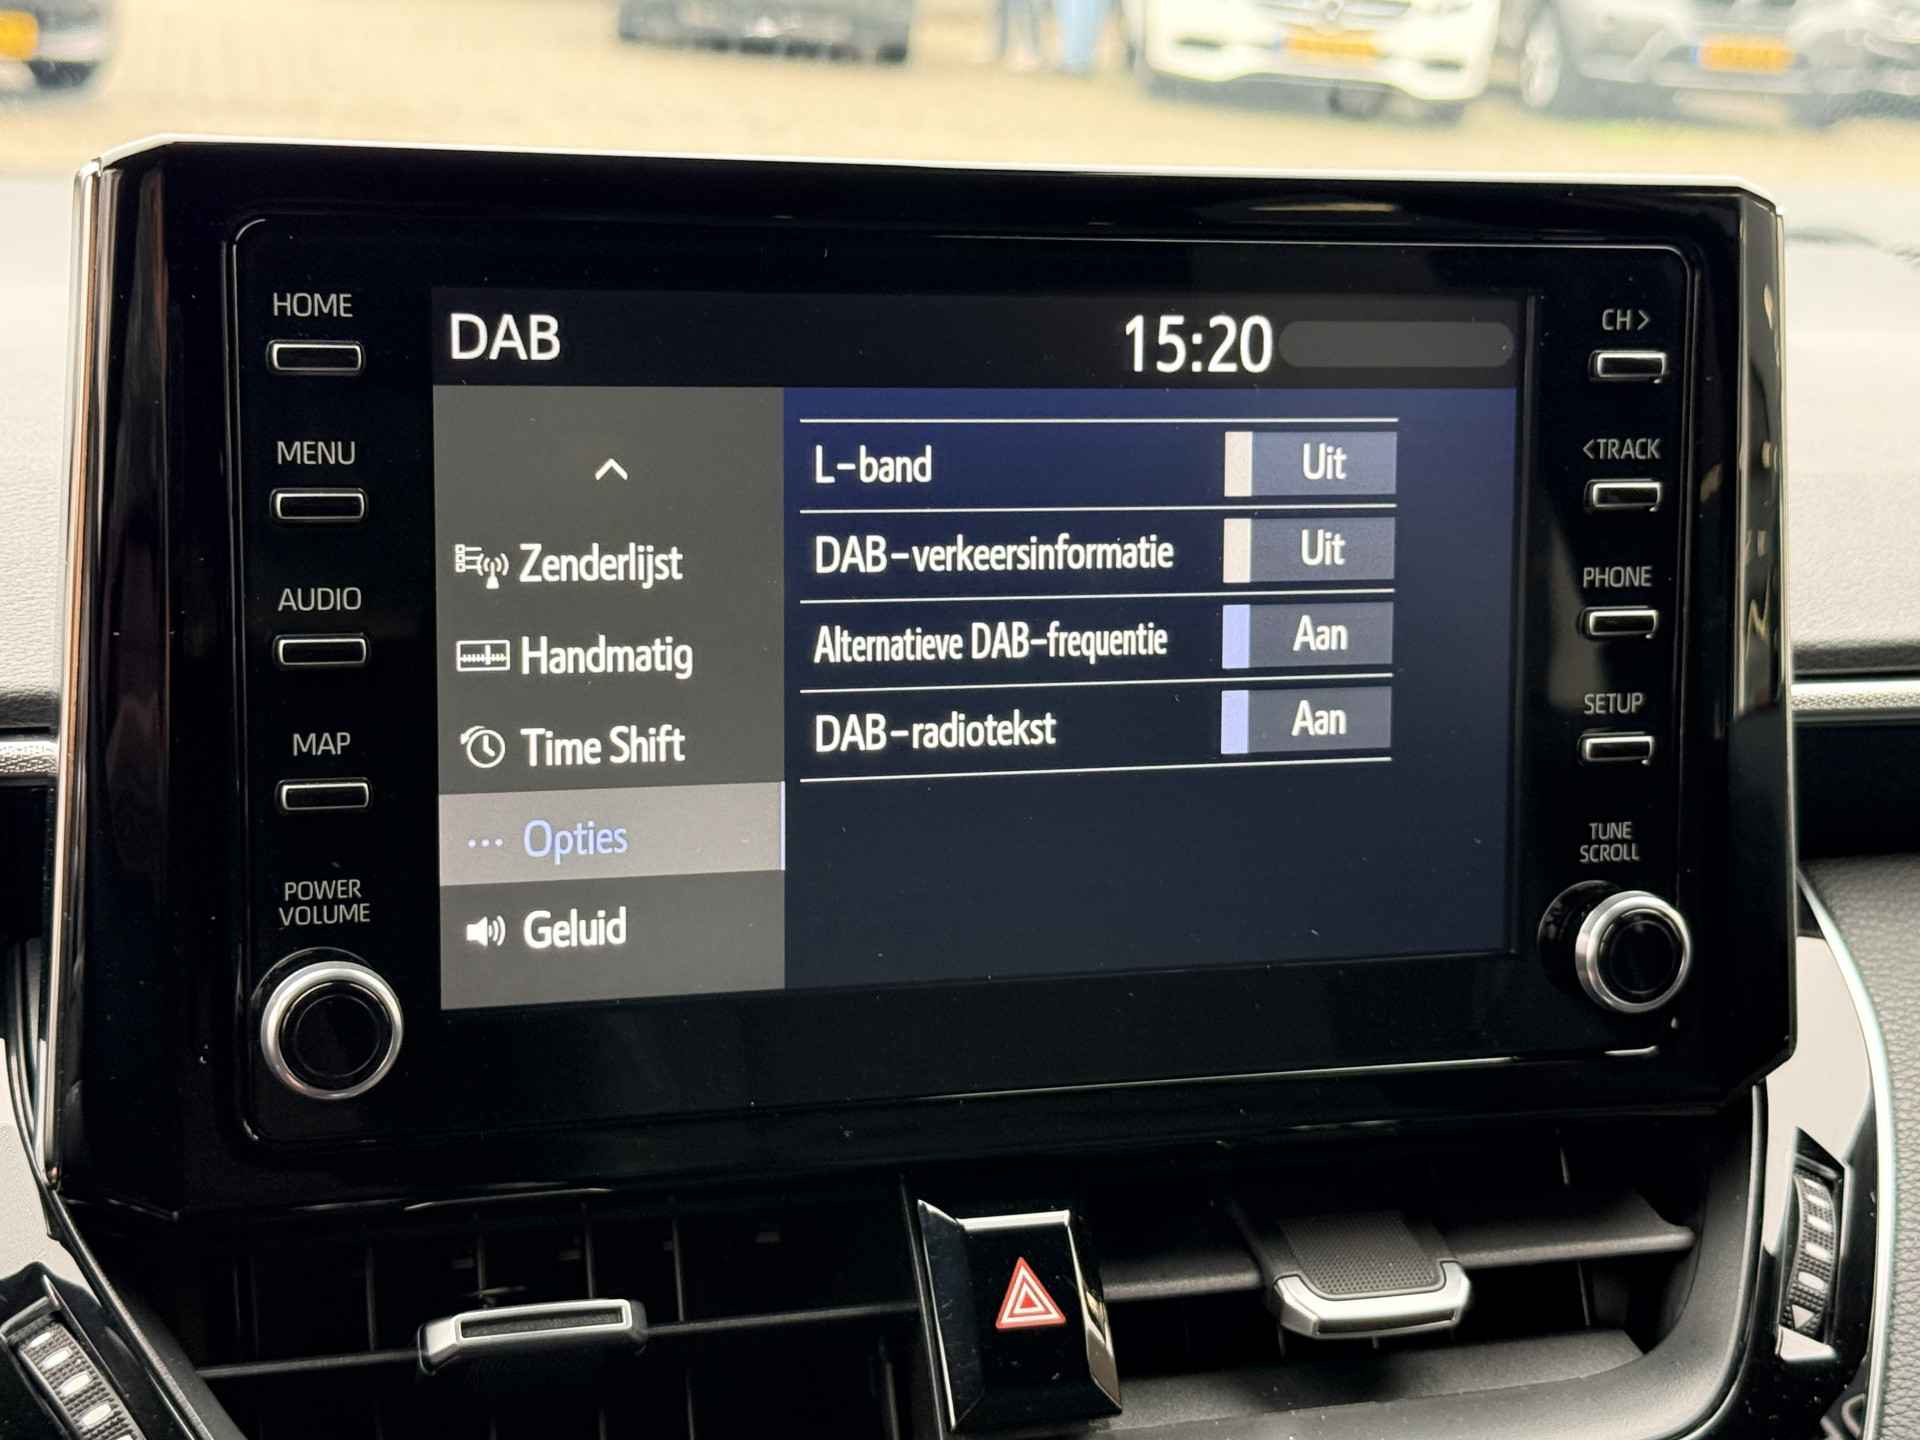 HOME
MENU
AUDIO
MAP
POWER
VOLUME
DAB
15:20
Zenderlijst
Handmatig
Time Shift
Opties
Geluid
L-band
Uit
DAB-verkeersinformatie
Uit
Alternatieve DAB-frequentie
Aan
DAB-radiotekst
Aan
CH >
< TRACK
PHONE
SETUP
TUNE
SCROLL